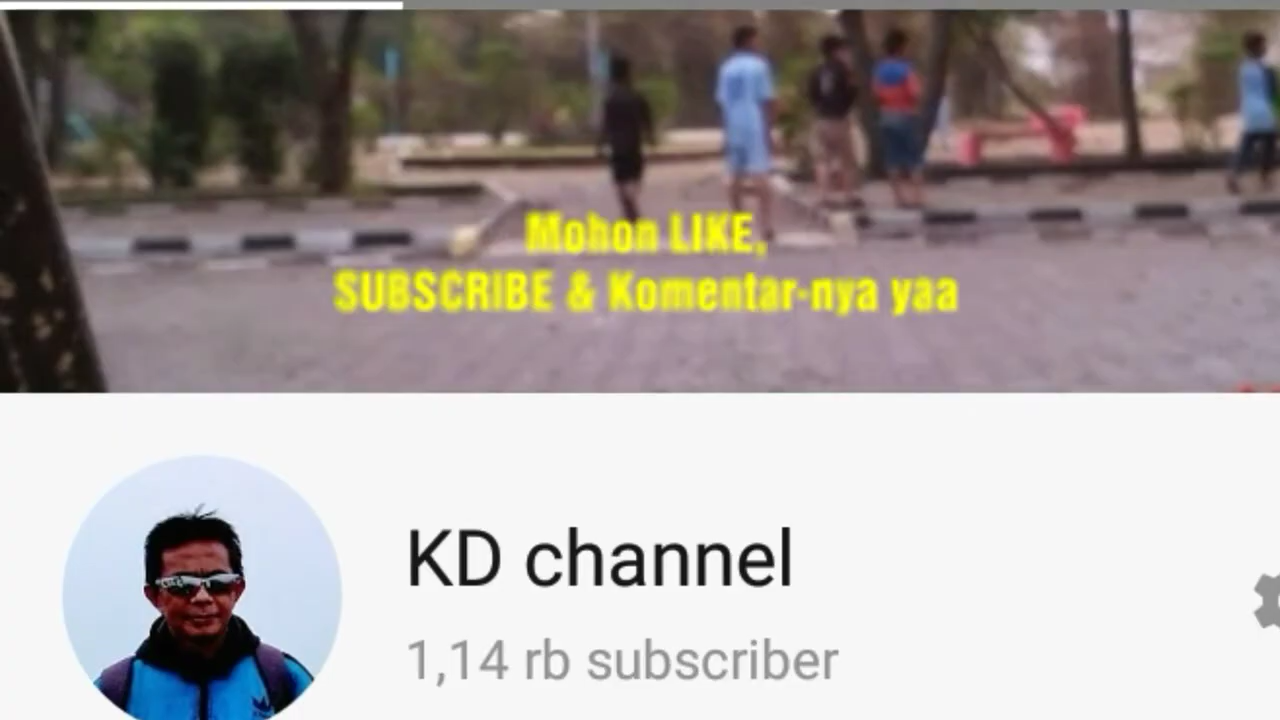 Mohon LIKE,
SUBSCRIBE & Komentar-nya yaa
KD channel
1,14 rb subscriber